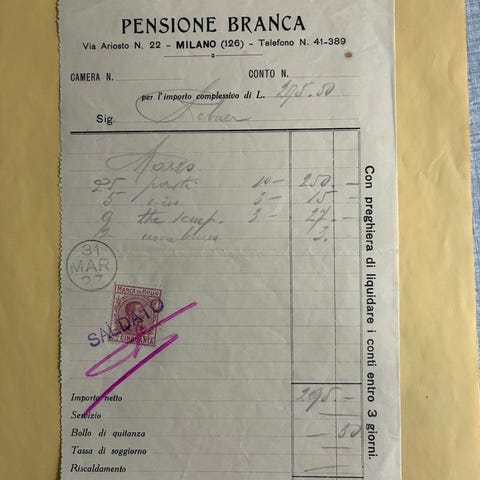 PENSIONE BRANCA
Via Ariosto N. 22 - MILANO (126) - Telefono N. 41-389
CAMERA N. CONTO N.
per l'importo complessivo di L. 295.50
Sig.
Marzo
25 pasti 10- 250-
5 3- 15-
9 the 3- 27-
2 3.
31
MAR
27
MARCA DA BOLLO
SALDATO
CINQUANTA
Importo netto 295-
Servizio
Bollo di quitanza - 50
Tassa di soggiorno
Riscaldamento
Con preghiera di liquidare i conti entro 3 giorni.